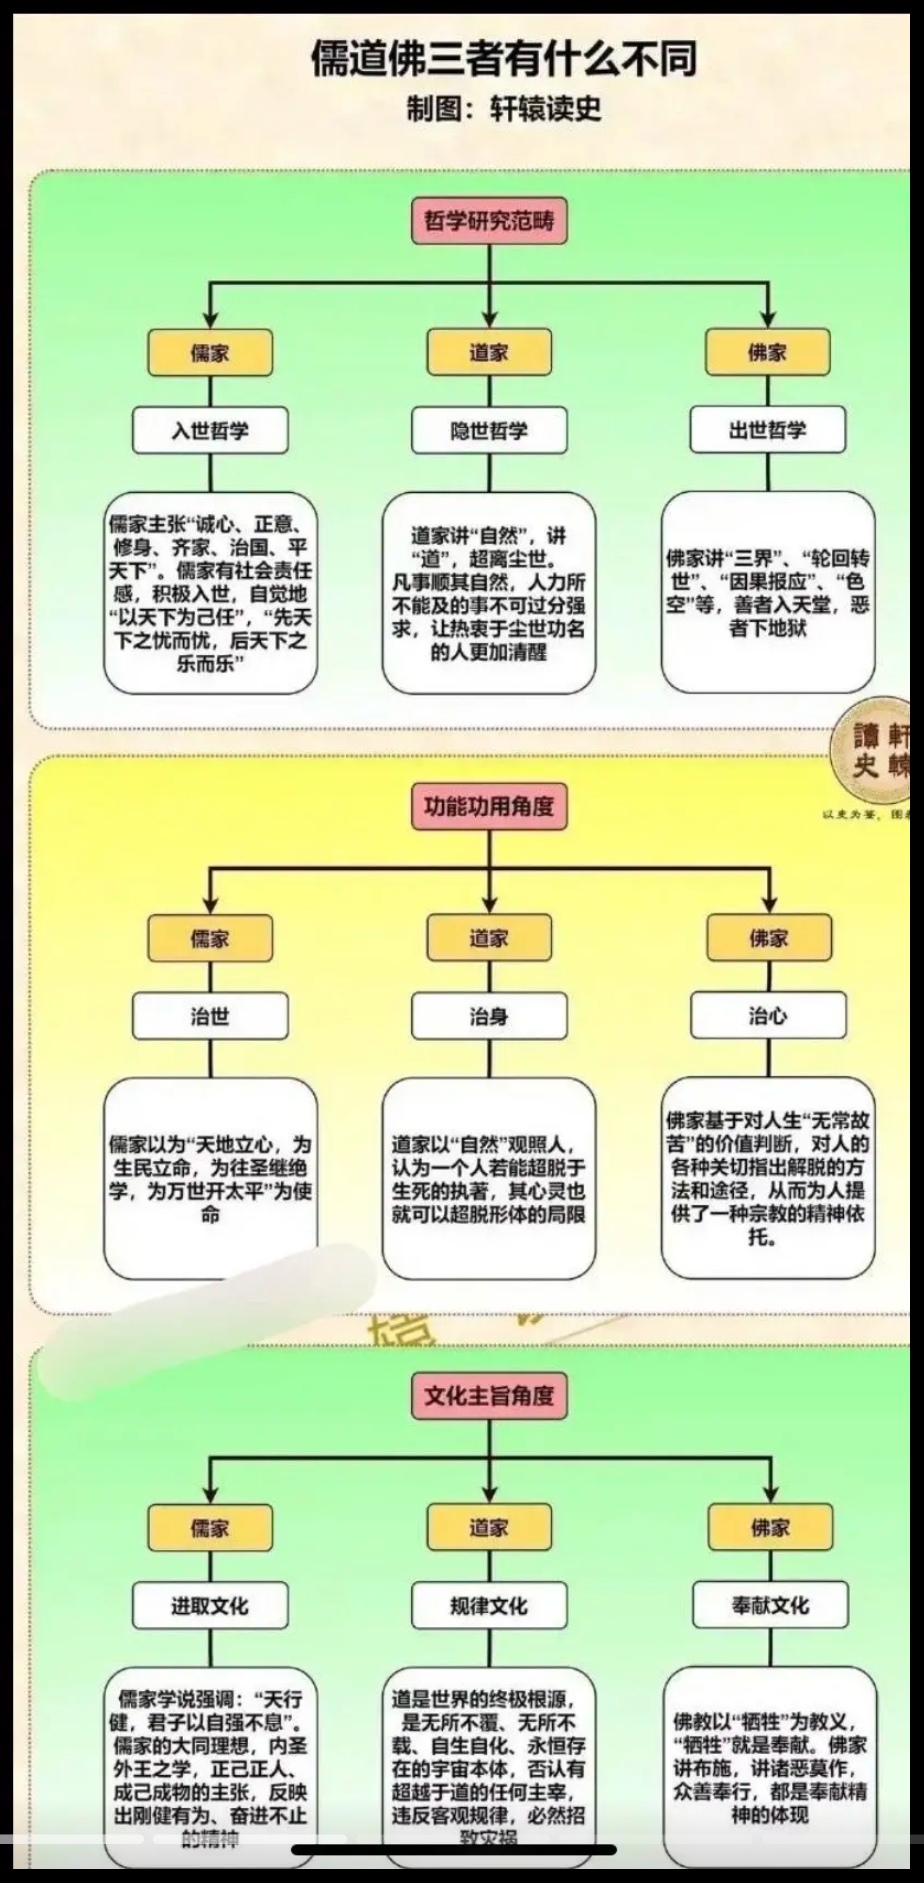 儒道佛三者有什么不同
制图：轩辕读史
哲学研究范畴
儒家
道家
佛家
入世哲学
隐世哲学
出世哲学
儒家主张“诚心、正意、
修身、齐家、治国、平
天下”。儒家有社会责任
感，积极入世，自觉地
“以天下为己任”，“先天
下之忧而忧，后天下之
乐而乐”
道家讲“自然”，讲
“道”，超离尘世。
凡事顺其自然，人力所
不能及的事不可过分强
求，让热衷于尘世功名
的人更加清醒
佛家讲“三界”、“轮回转
世”、“因果报应”、“色
空”等，善者入天堂，恶
者下地狱
讀軒
史
以史为鉴，图
功能功用角度
儒家
道家
佛家
治世
治身
治心
儒家以为“天地立心，为
生民立命，为往圣继绝
学，为万世开太平”为使
命
道家以“自然”观照人，
认为一个人若能超脱于
生死的执著，其心灵也
就可以超脱形体的局限
佛家基于对人生“无常故
苦”的价值判断，对人的
各种关切指出解脱的方
法和途径，从而为人提
供了一种宗教的精神依
托。
文化主旨角度
儒家
道家
佛家
进取文化
规律文化
奉献文化
儒家学说强调：“天行
健，君子以自强不息”。
儒家的大同理想，内圣
外王之学，正己正人、
成己成物的主张，反映
出刚健有为、奋进不止
的精神
道是世界的终极根源，
是无所不覆、无所不
载、自生自化、永恒存
在的宇宙本体，否认有
超越于道的任何主宰，
违反客观规律，必然招
致灾祸
佛教以“牺牲”为教义，
“牺牲”就是奉献。佛家
讲布施，讲诸恶莫作，
众善奉行，都是奉献精
神的体现